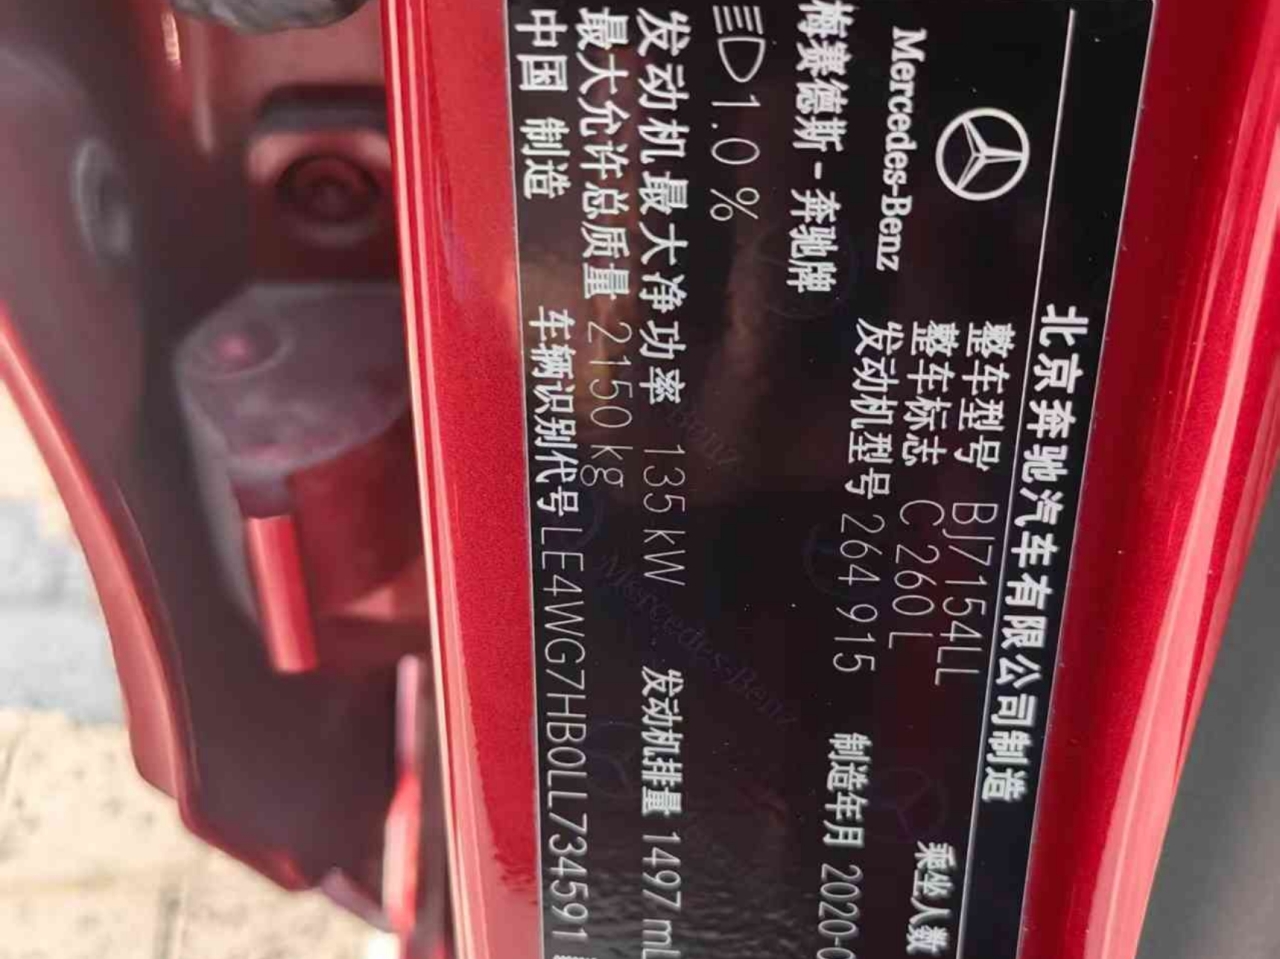 北京奔驰汽车有限公司制造
Mercedes-Benz
整车型号 BJ7154LL
乘坐人数
整车标志 C 260 L
梅赛德斯-奔驰牌
发动机型号 264 915
制造年月 2020-0
1.0 %
发动机最大净功率 135 kW
发动机排量 1497 mL
最大允许总质量 2150 kg
中国 制造
车辆识别代号 LE4WG7HB0LL734591
Mercedes-Benz